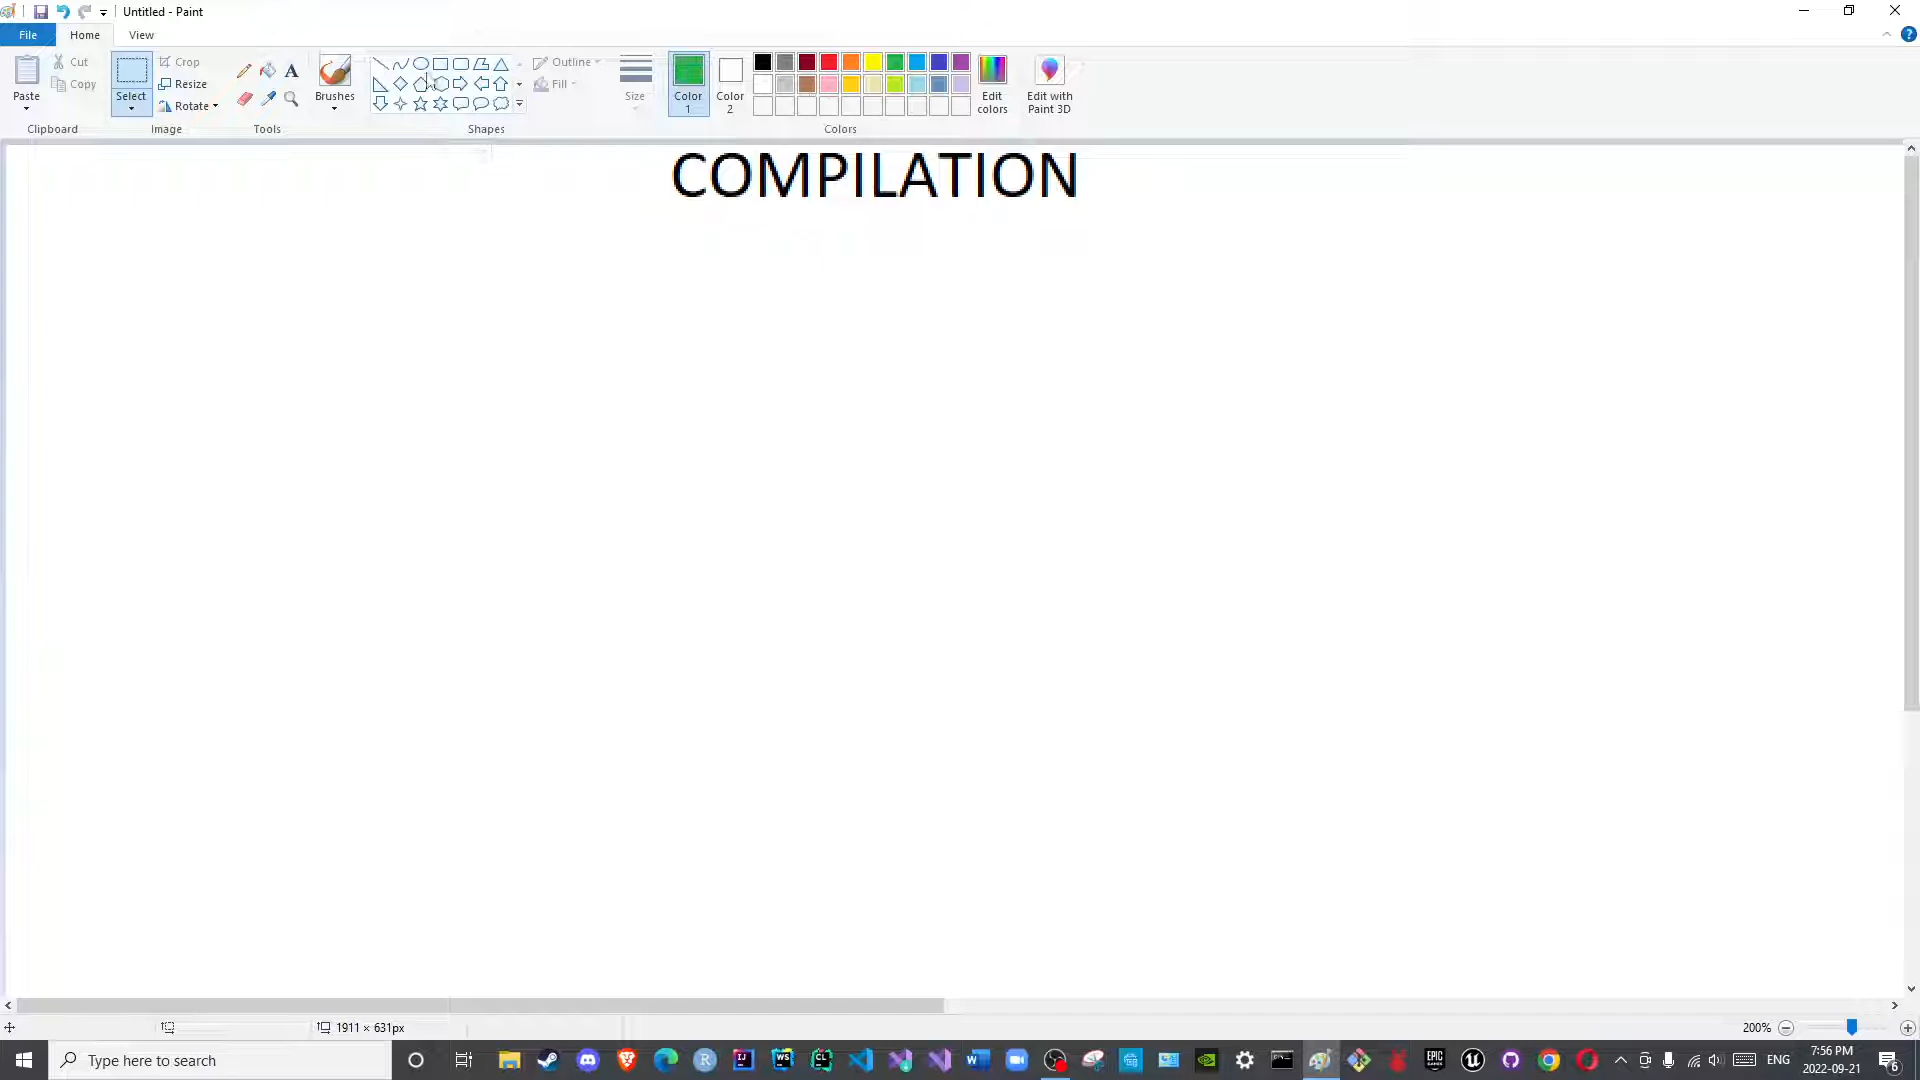 Untitled - Paint
File Home View
Paste
Cut
Copy
Clipboard
Select
Crop
Resize
Rotate
Image
A
Tools
Brushes
Shapes
Outline
Fill
Size
Color 1
Color 2
Edit colors
Edit with Paint 3D
Colors
COMPILATION
1911 × 631px
200%
Type here to search
ENG
7:56 PM
2022-09-21
6